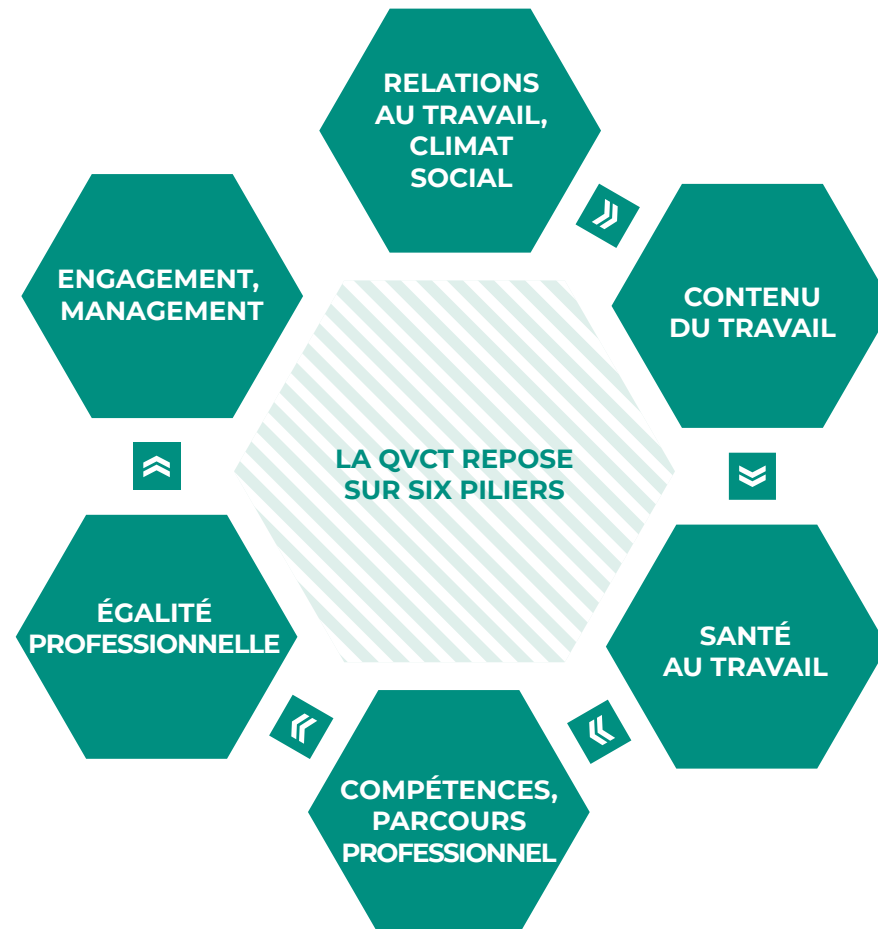 RELATIONS
AU TRAVAIL,
CLIMAT
SOCIAL
CONTENU
DU TRAVAIL
SANTÉ
AU TRAVAIL
COMPÉTENCES,
PARCOURS
PROFESSIONNEL
ÉGALITÉ
PROFESSIONNELLE
ENGAGEMENT,
MANAGEMENT
LA QVCT REPOSE
SUR SIX PILIERS